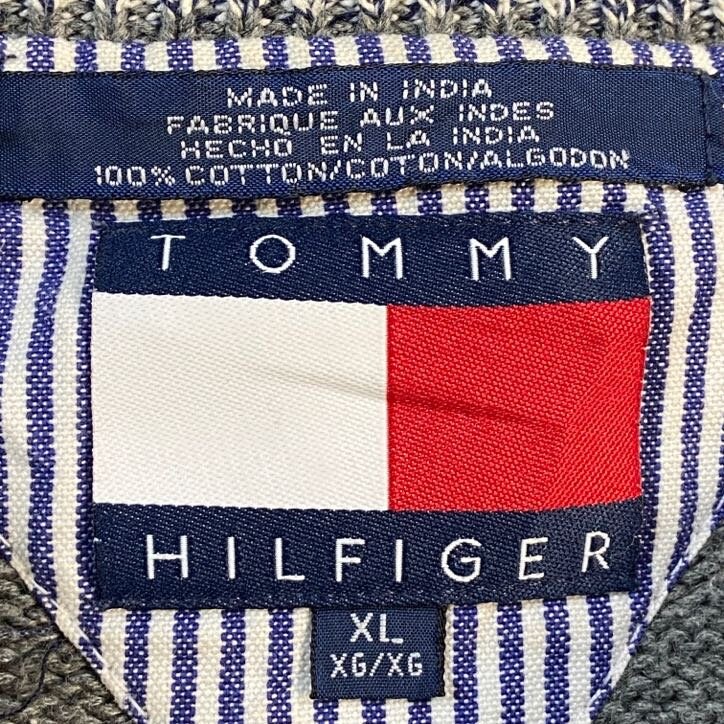 MADE IN INDIA
FABRIQUE AUX INDES
HECHO EN LA INDIA
100% COTTON/COTON/ALGODON
TOMMY
HILFIGER
XL
XG/XG